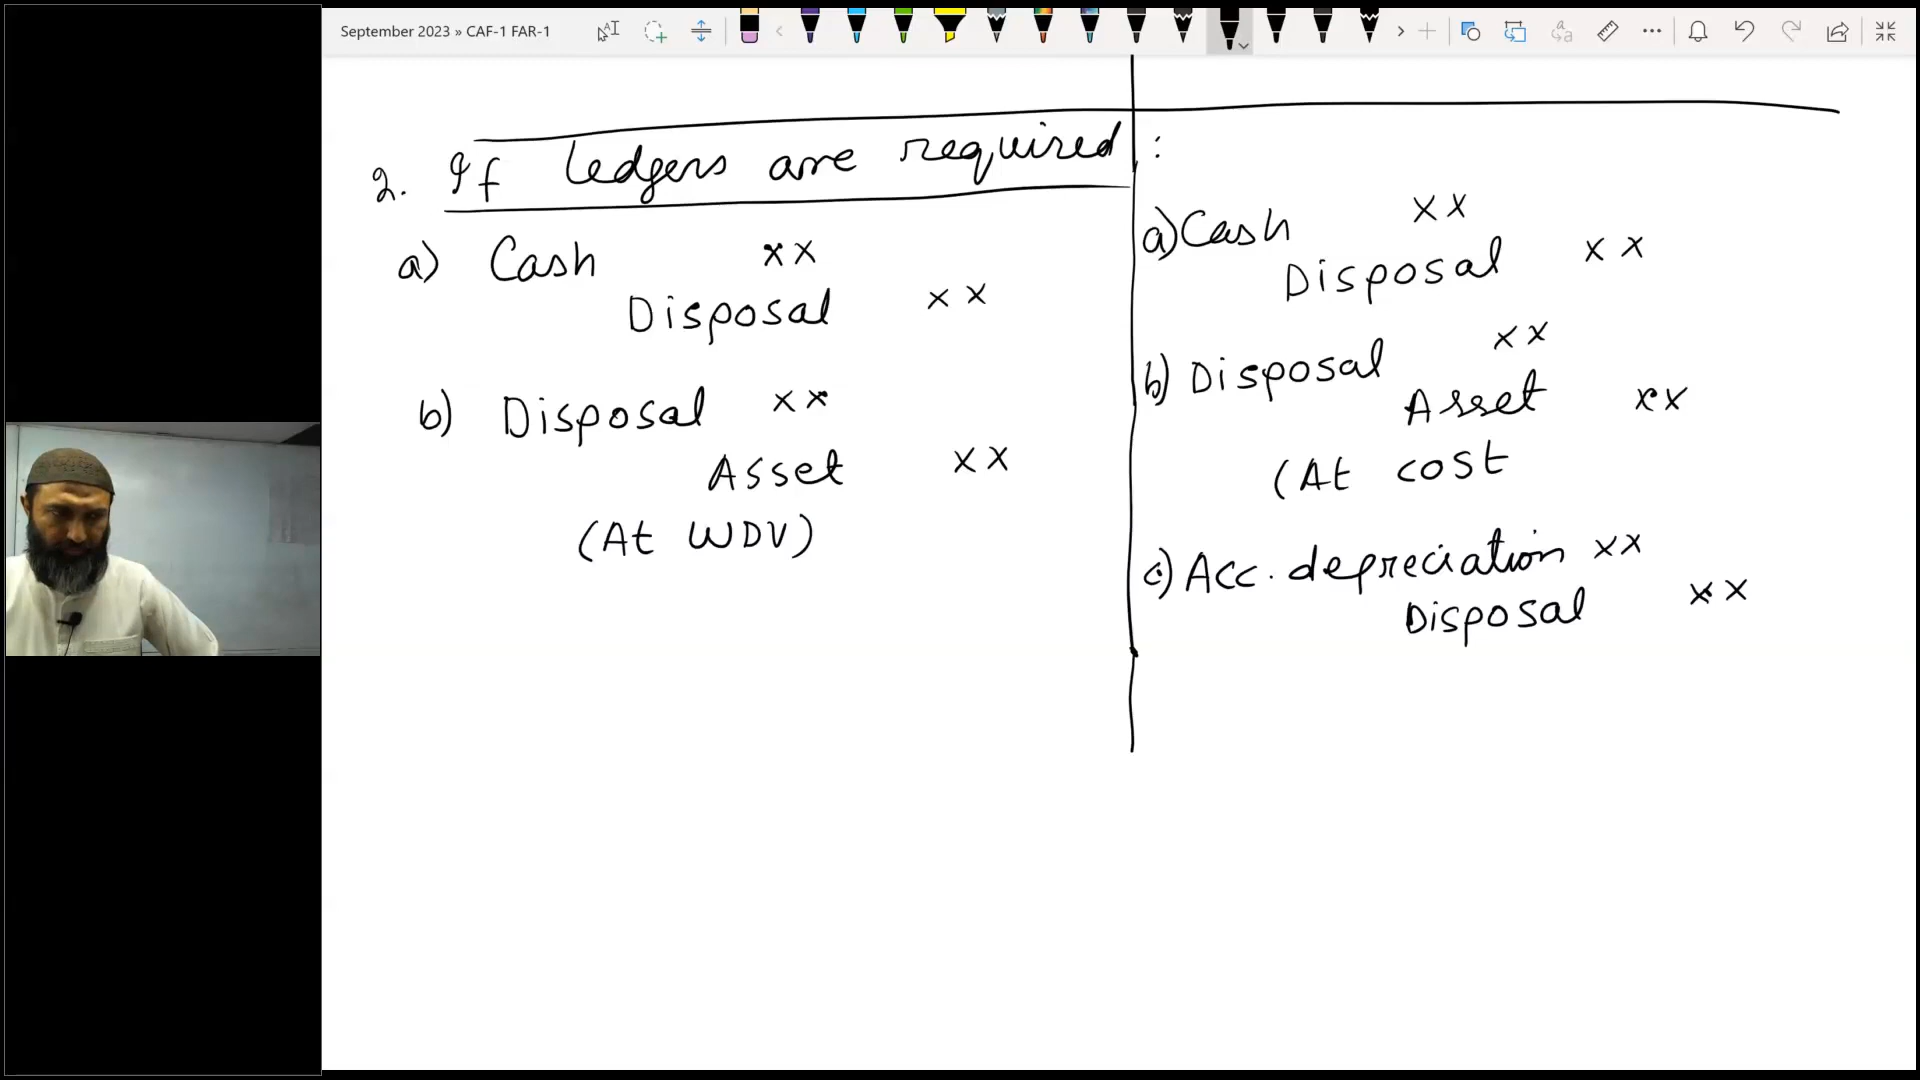 September 2023 » CAF-1 FAR-1
2. If ledgers are required :
a) Cash xx
Disposal xx
b) Disposal xx
Asset xx
(At WDV)
a) Cash xx
Disposal xx
b) Disposal xx
Asset xx
(At cost
c) Acc. depreciation xx
Disposal xx